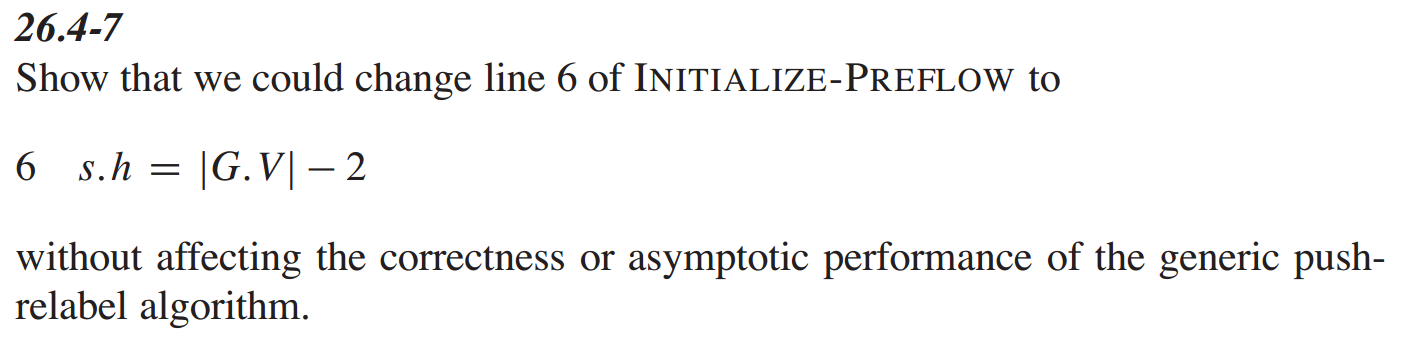 26.4-7
Show that we could change line 6 of INITIALIZE-PREFLOW to
6 s.h = |G.V| − 2
without affecting the correctness or asymptotic performance of the generic push-
relabel algorithm.